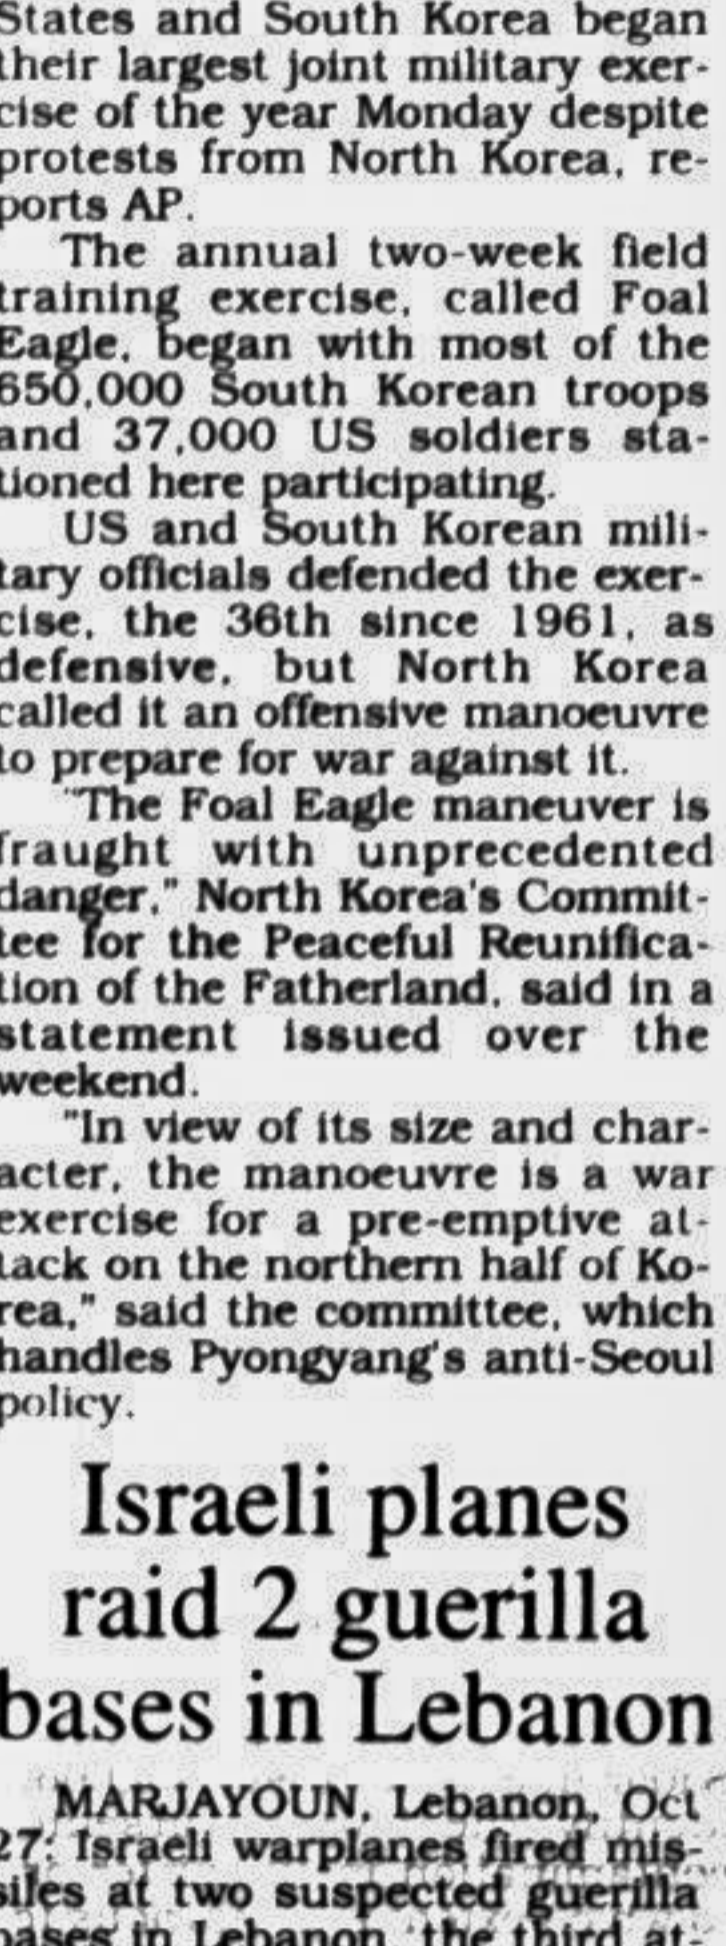 States and South Korea began
their largest joint military exer-
cise of the year Monday despite
protests from North Korea, re-
ports AP.
The annual two-week field
training exercise, called Foal
Eagle, began with most of the
650,000 South Korean troops
and 37,000 US soldiers sta-
tioned here participating.
US and South Korean mili-
tary officials defended the exer-
cise, the 36th since 1961, as
defensive, but North Korea
called it an offensive manoeuvre
to prepare for war against it.
"The Foal Eagle maneuver is
fraught with unprecedented
danger," North Korea's Commit-
tee for the Peaceful Reunifica-
tion of the Fatherland, said in a
statement issued over the
weekend.
"In view of its size and char-
acter, the manoeuvre is a war
exercise for a pre-emptive at-
tack on the northern half of Ko-
rea," said the committee, which
handles Pyongyang's anti-Seoul
policy.
Israeli planes
raid 2 guerilla
bases in Lebanon
MARJAYOUN, Lebanon, Oct
27: Israeli warplanes fired mis-
siles at two suspected guerilla
bases in Lebanon, the third at-